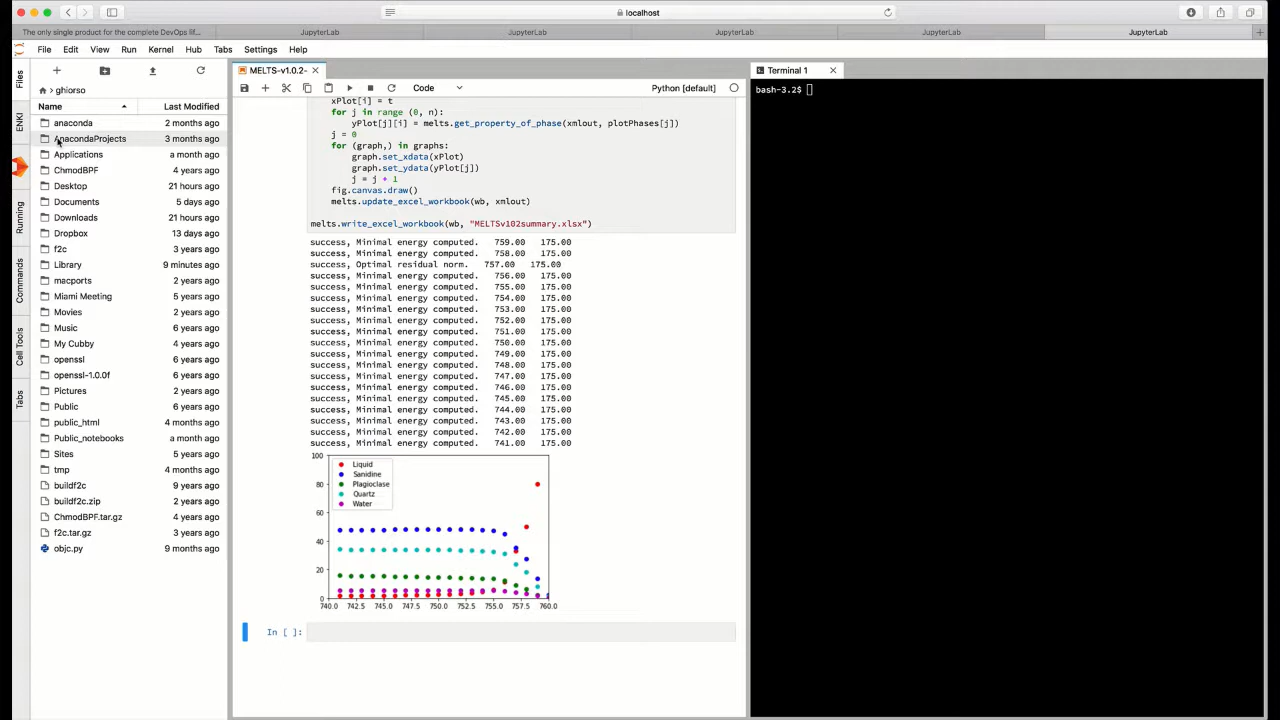 localhost
The only single product for the complete DevOps lif...
JupyterLab
JupyterLab
JupyterLab
JupyterLab
JupyterLab
File Edit View Run Kernel Hub Tabs Settings Help
Files
ENKI
Running
Commands
Cell Tools
Tabs
ghiorso
Name Last Modified
anaconda 2 months ago
AnacondaProjects 3 months ago
Applications a month ago
ChmodBPF 4 years ago
Desktop 21 hours ago
Documents 5 days ago
Downloads 21 hours ago
Dropbox 13 days ago
f2c 3 years ago
Library 9 minutes ago
macports 2 years ago
Miami Meeting 5 years ago
Movies 2 years ago
Music 6 years ago
My Cubby 4 years ago
openssl 6 years ago
openssl-1.0.0f 6 years ago
Pictures 2 years ago
Public 6 years ago
public_html 4 months ago
Public_notebooks a month ago
Sites 5 years ago
tmp 4 months ago
buildf2c 9 years ago
buildf2c.zip 2 years ago
ChmodBPF.tar.gz 4 years ago
f2c.tar.gz 3 years ago
objc.py 9 months ago
MELTS-v1.0.2-
Code Python [default]
xPlot[i] = t
for j in range (0, n):
yPlot[j][i] = melts.get_property_of_phase(xmlout, plotPhases[j])
j = 0
for (graph,) in graphs:
graph.set_xdata(xPlot)
graph.set_ydata(yPlot[j])
j = j + 1
fig.canvas.draw()
melts.update_excel_workbook(wb, xmlout)
melts.write_excel_workbook(wb, "MELTSv102summary.xlsx")
success, Minimal energy computed. 759.00 175.00
success, Minimal energy computed. 758.00 175.00
success, Optimal residual norm. 757.00 175.00
success, Minimal energy computed. 756.00 175.00
success, Minimal energy computed. 755.00 175.00
success, Minimal energy computed. 754.00 175.00
success, Minimal energy computed. 753.00 175.00
success, Minimal energy computed. 752.00 175.00
success, Minimal energy computed. 751.00 175.00
success, Minimal energy computed. 750.00 175.00
success, Minimal energy computed. 749.00 175.00
success, Minimal energy computed. 748.00 175.00
success, Minimal energy computed. 747.00 175.00
success, Minimal energy computed. 746.00 175.00
success, Minimal energy computed. 745.00 175.00
success, Minimal energy computed. 744.00 175.00
success, Minimal energy computed. 743.00 175.00
success, Minimal energy computed. 742.00 175.00
success, Minimal energy computed. 741.00 175.00
100
80
60
40
20
0
Liquid
Sanidine
Plagioclase
Quartz
Water
740.0 742.5 745.0 747.5 750.0 752.5 755.0 757.5 760.0
In [ ]:
Terminal 1
bash-3.2$